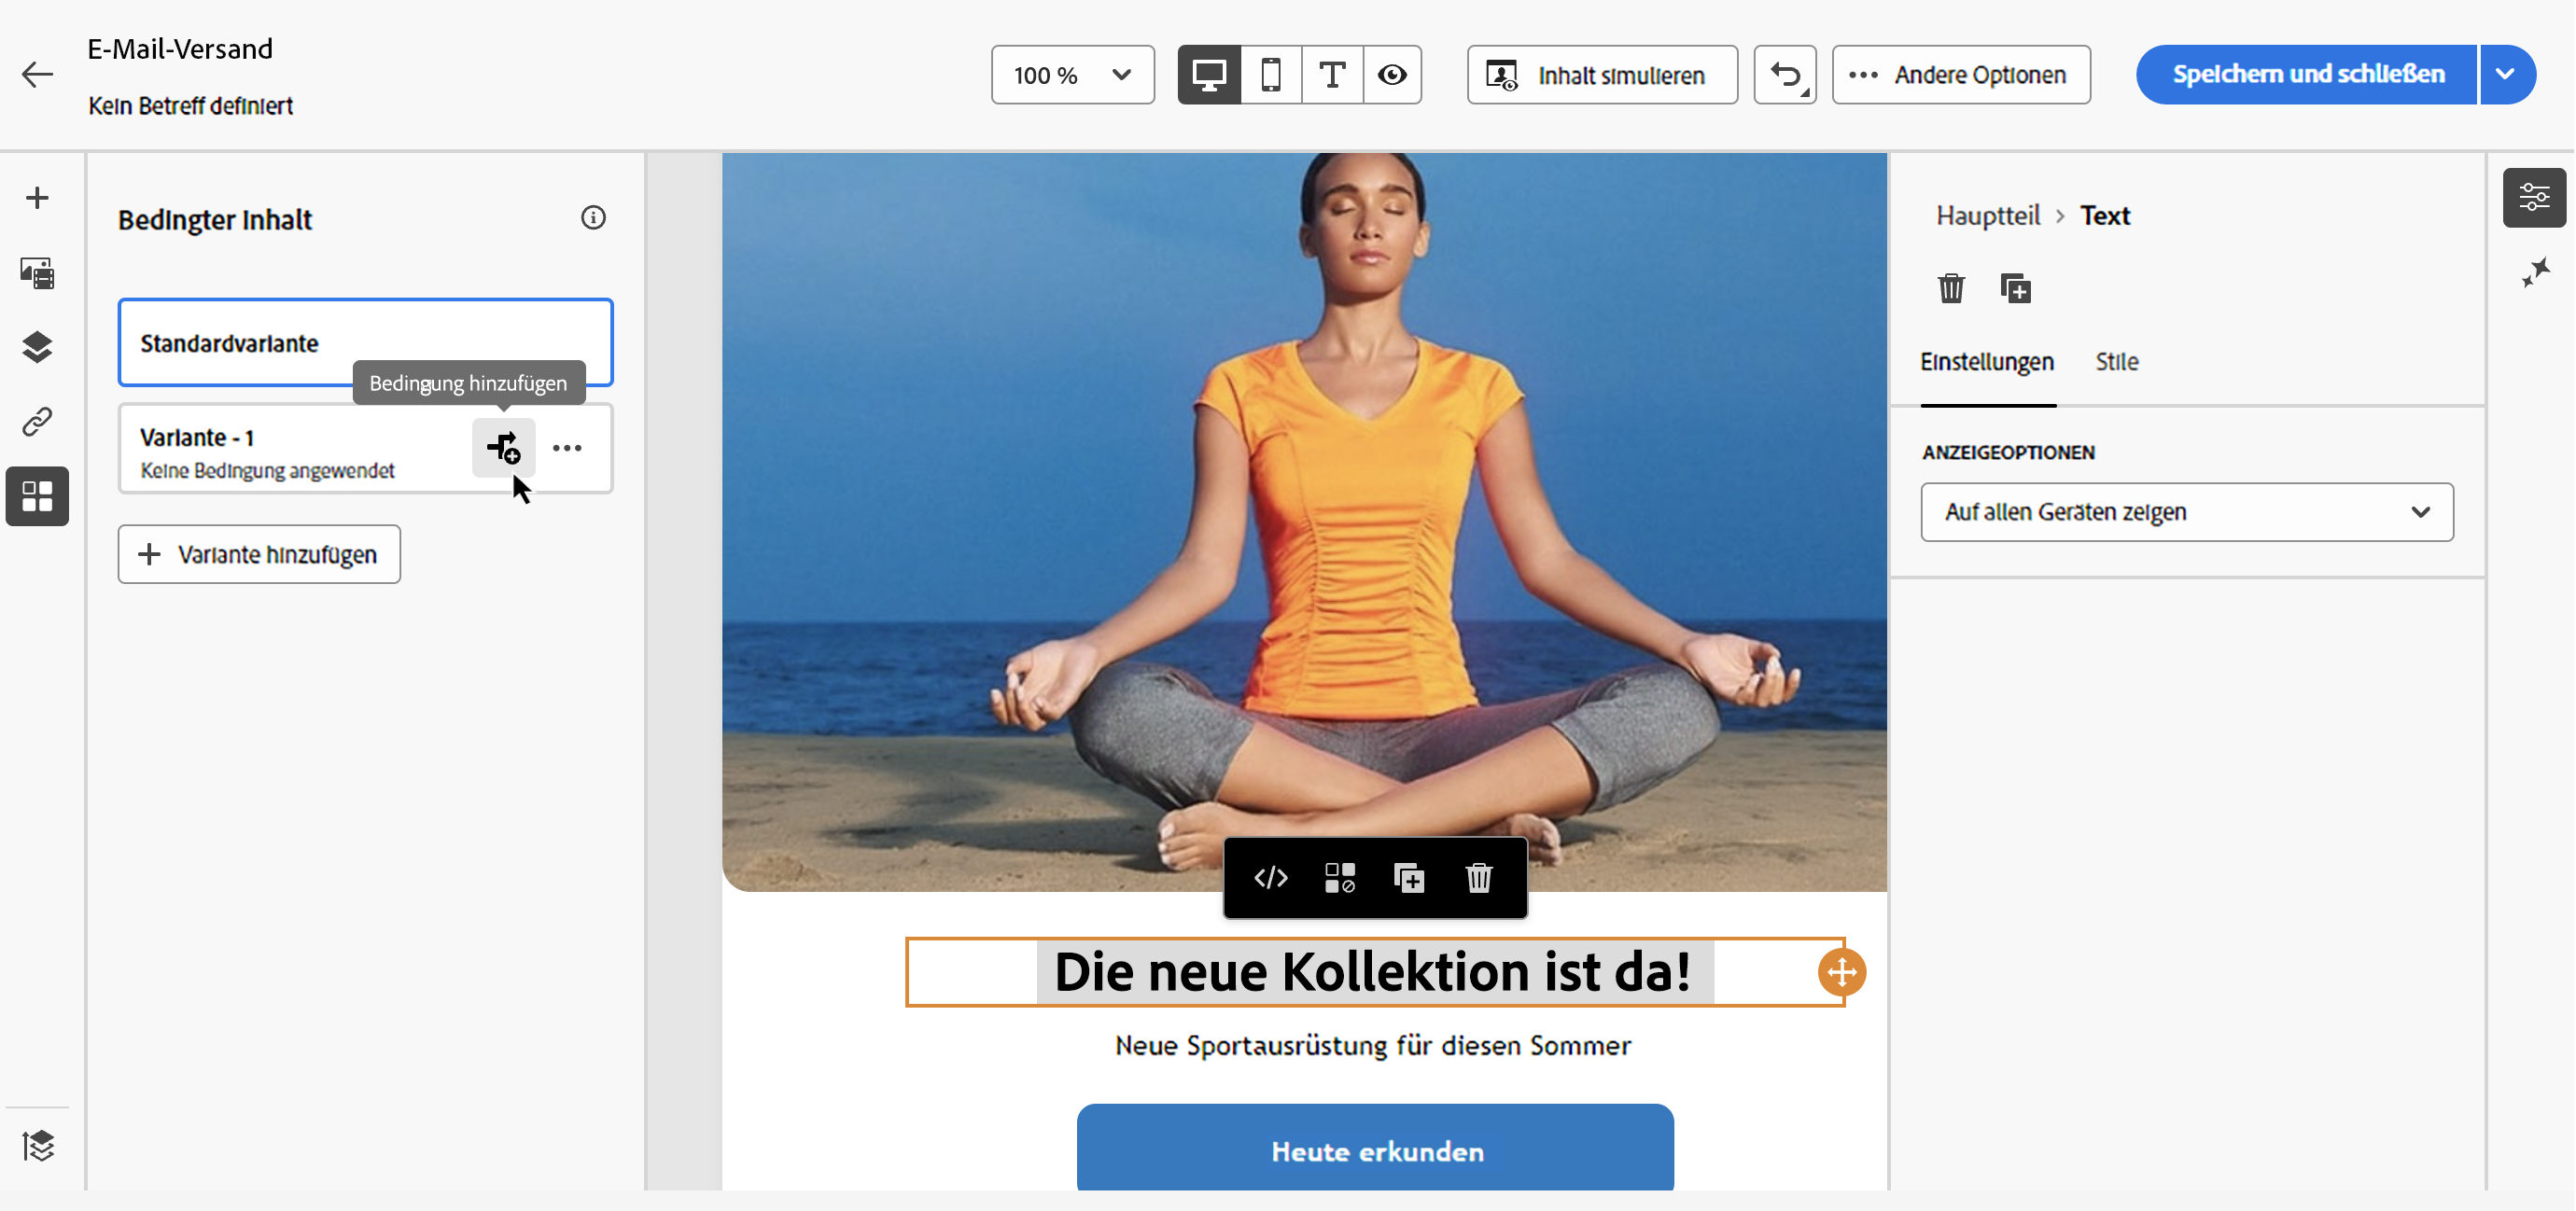 E-Mail-Versand
Kein Betreff definiert
100 %
Inhalt simulieren
Andere Optionen
Speichern und schließen
Bedingter Inhalt
Standardvariante
Bedingung hinzufügen
Variante - 1
Keine Bedingung angewendet
Variante hinzufügen
Die neue Kollektion ist da!
Neue Sportausrüstung für diesen Sommer
Heute erkunden
Hauptteil > Text
Einstellungen
Stile
ANZEIGEOPTIONEN
Auf allen Geräten zeigen